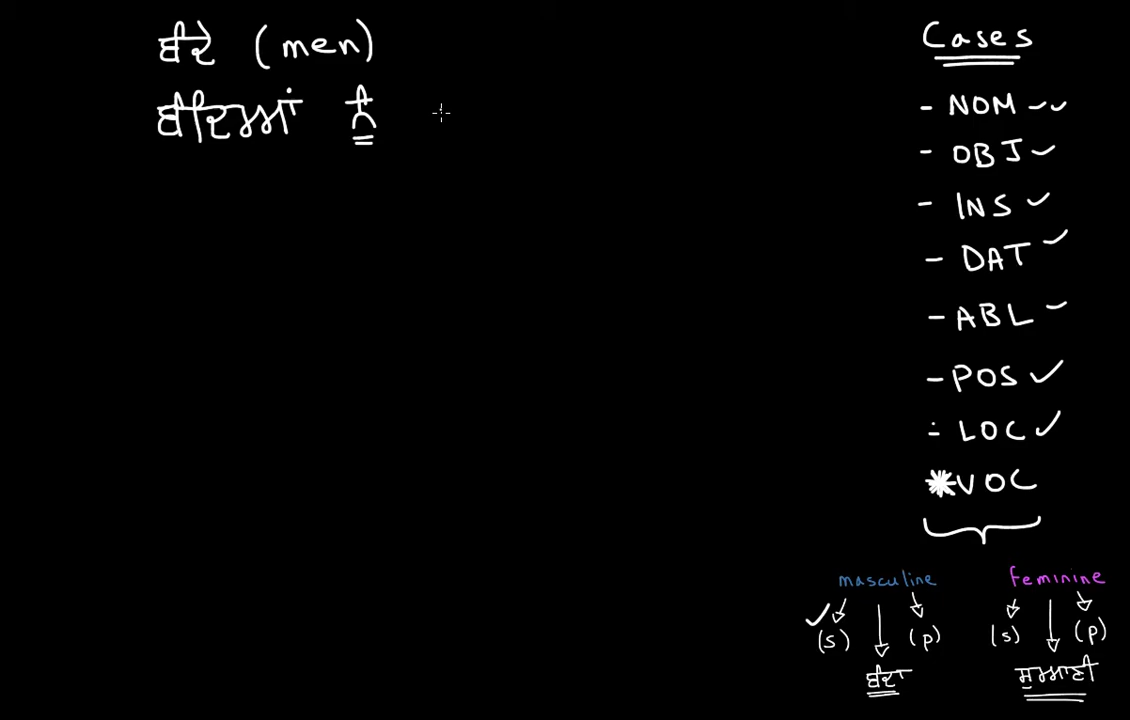 ਬੰਦੇ (men)
ਬੰਦਿਆਂ ਨੇ
Cases
- NOM
- OBJ
- INS
- DAT
- ABL
- POS
- LOC
* VOC
masculine
(s) (p)
ਬੰਦਾ
feminine
(s) (p)
ਸੁਆਣੀ